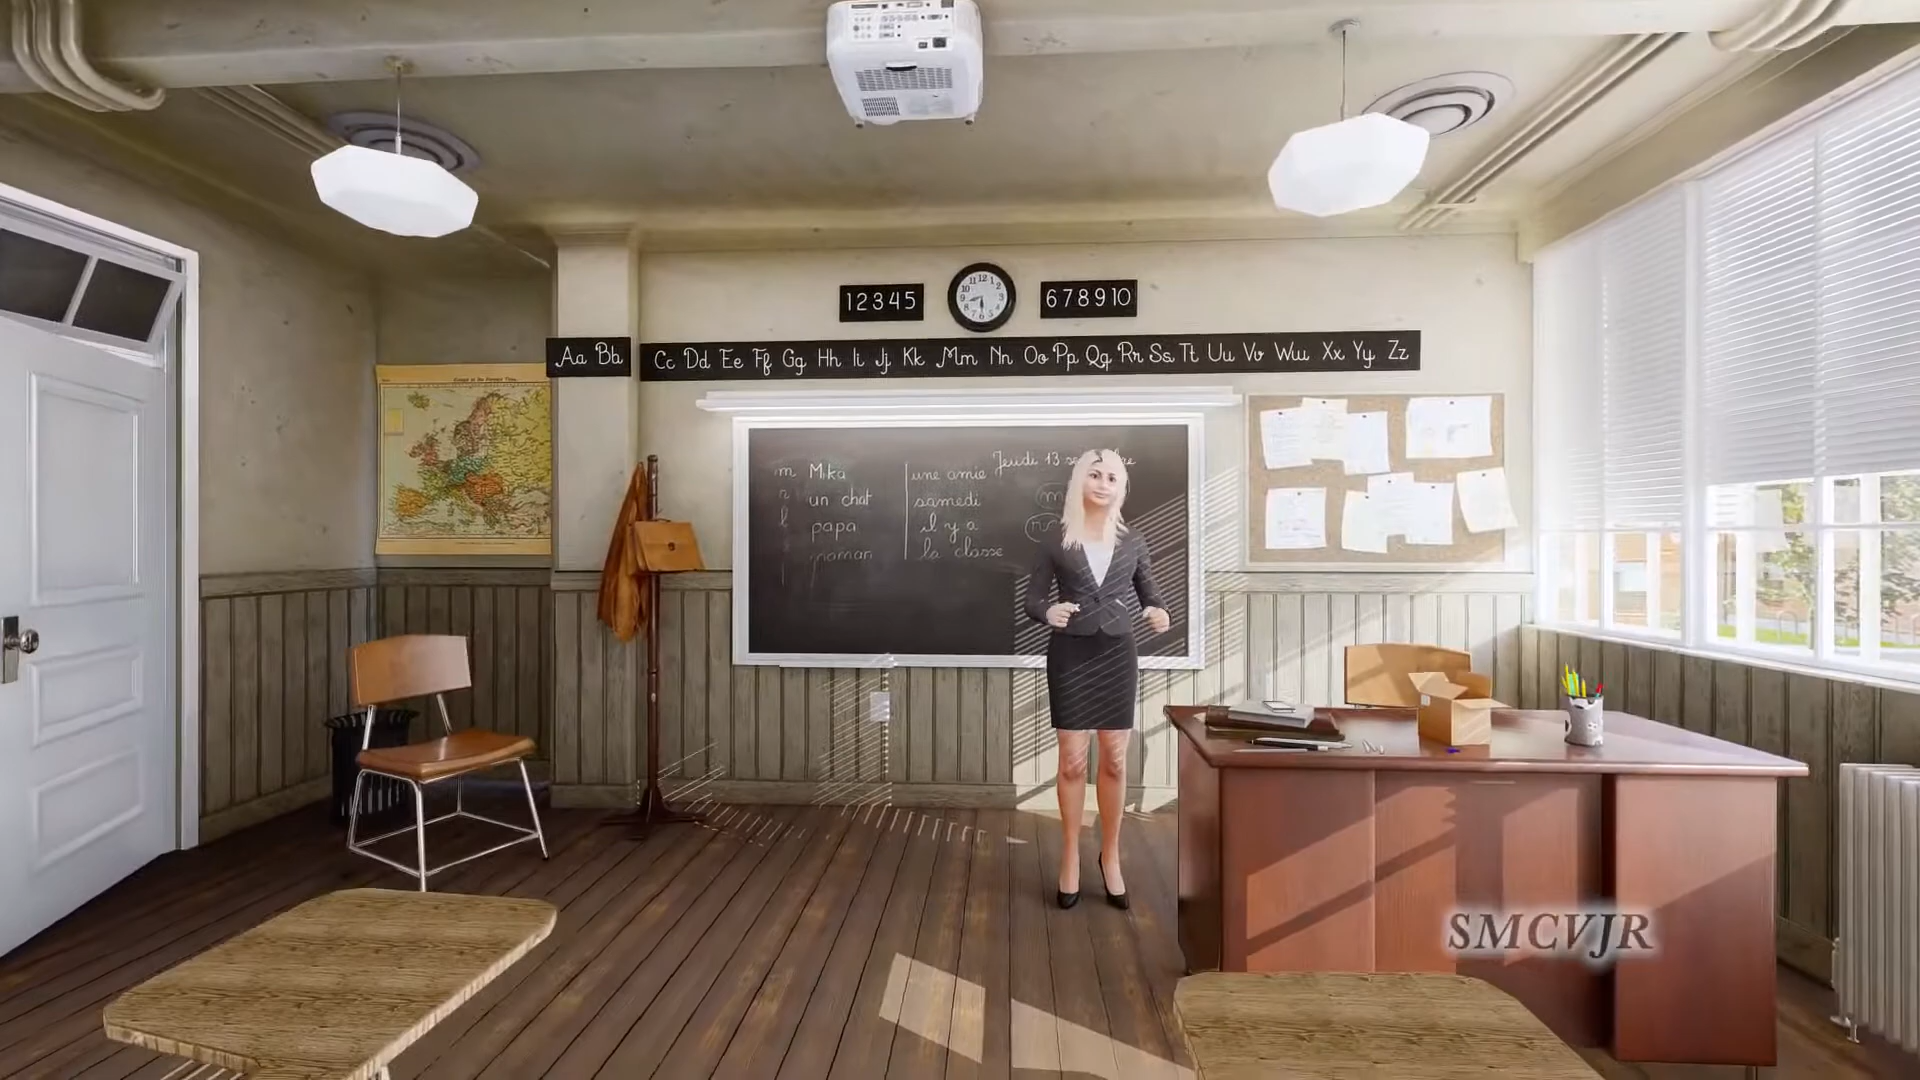 12345
678910
Aa Bb Cc Dd Ee Ff Gg Hh Ii Jj Kk Mm Nn Oo Pp Qq Rr Ss Tt Uu Vv Ww Xx Yy Zz
Jeudi 13
m Mika
n un chat
l papa
maman
une amie
samedi
il y a
la classe
m
SMCVJR